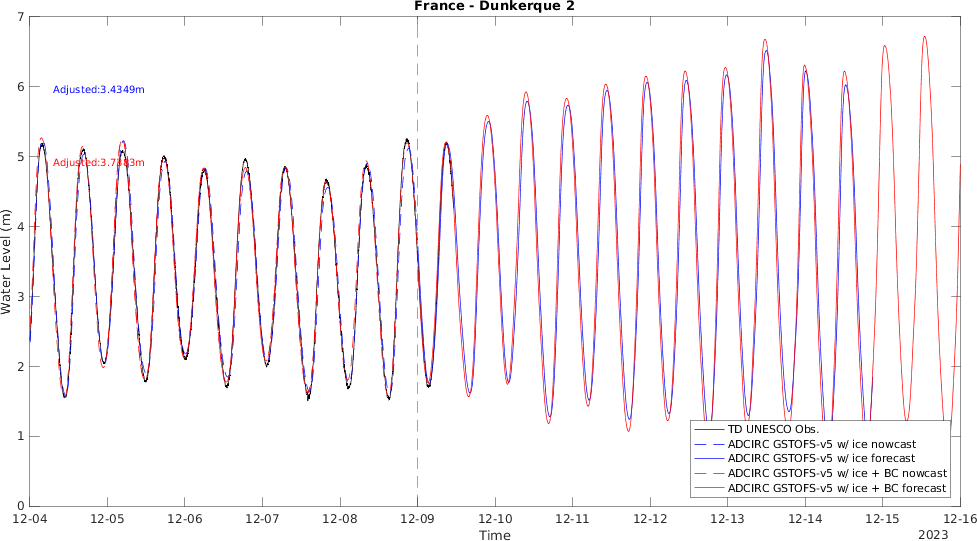 France - Dunkerque 2
7
6
5
4
3
2
1
0
Water Level (m)
Adjusted:3.4349m
Adjusted:3.7883m
TD UNESCO Obs.
ADCIRC GSTOFS-v5 w/ ice nowcast
ADCIRC GSTOFS-v5 w/ ice forecast
ADCIRC GSTOFS-v5 w/ ice + BC nowcast
ADCIRC GSTOFS-v5 w/ ice + BC forecast
12-04 12-05 12-06 12-07 12-08 12-09 12-10 12-11 12-12 12-13 12-14 12-15 12-16
Time
2023